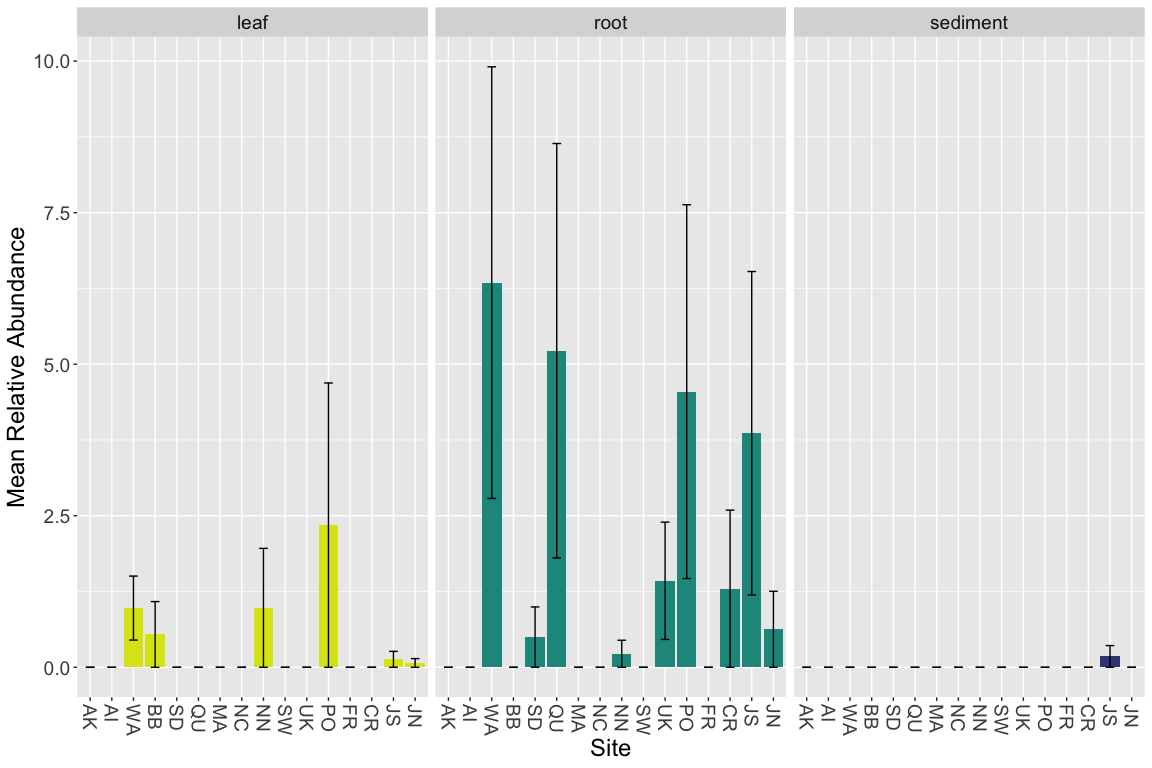 leaf root sediment
10.0
7.5
5.0
2.5
0.0
Mean Relative Abundance
AK AI WA BB SD QU MA NC NN SW UK PO FR CR JS JN AK AI WA BB SD QU MA NC NN SW UK PO FR CR JS JN AK AI WA BB SD QU MA NC NN SW UK PO FR CR JS JN
Site